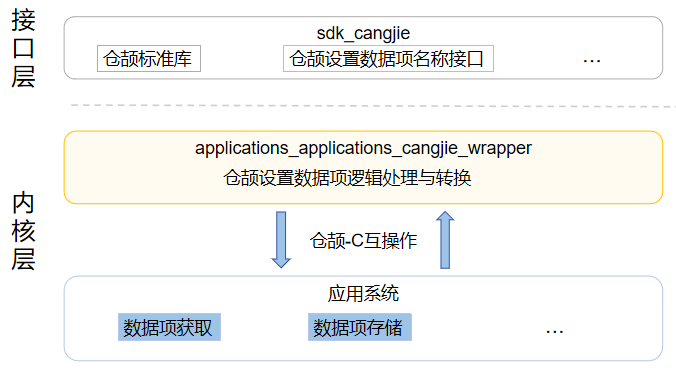 接口层
sdk_cangjie
仓颉标准库
仓颉设置数据项名称接口
...
内核层
applications_applications_cangjie_wrapper
仓颉设置数据项逻辑处理与转换
仓颉-C互操作
应用系统
数据项获取
数据项存储
...